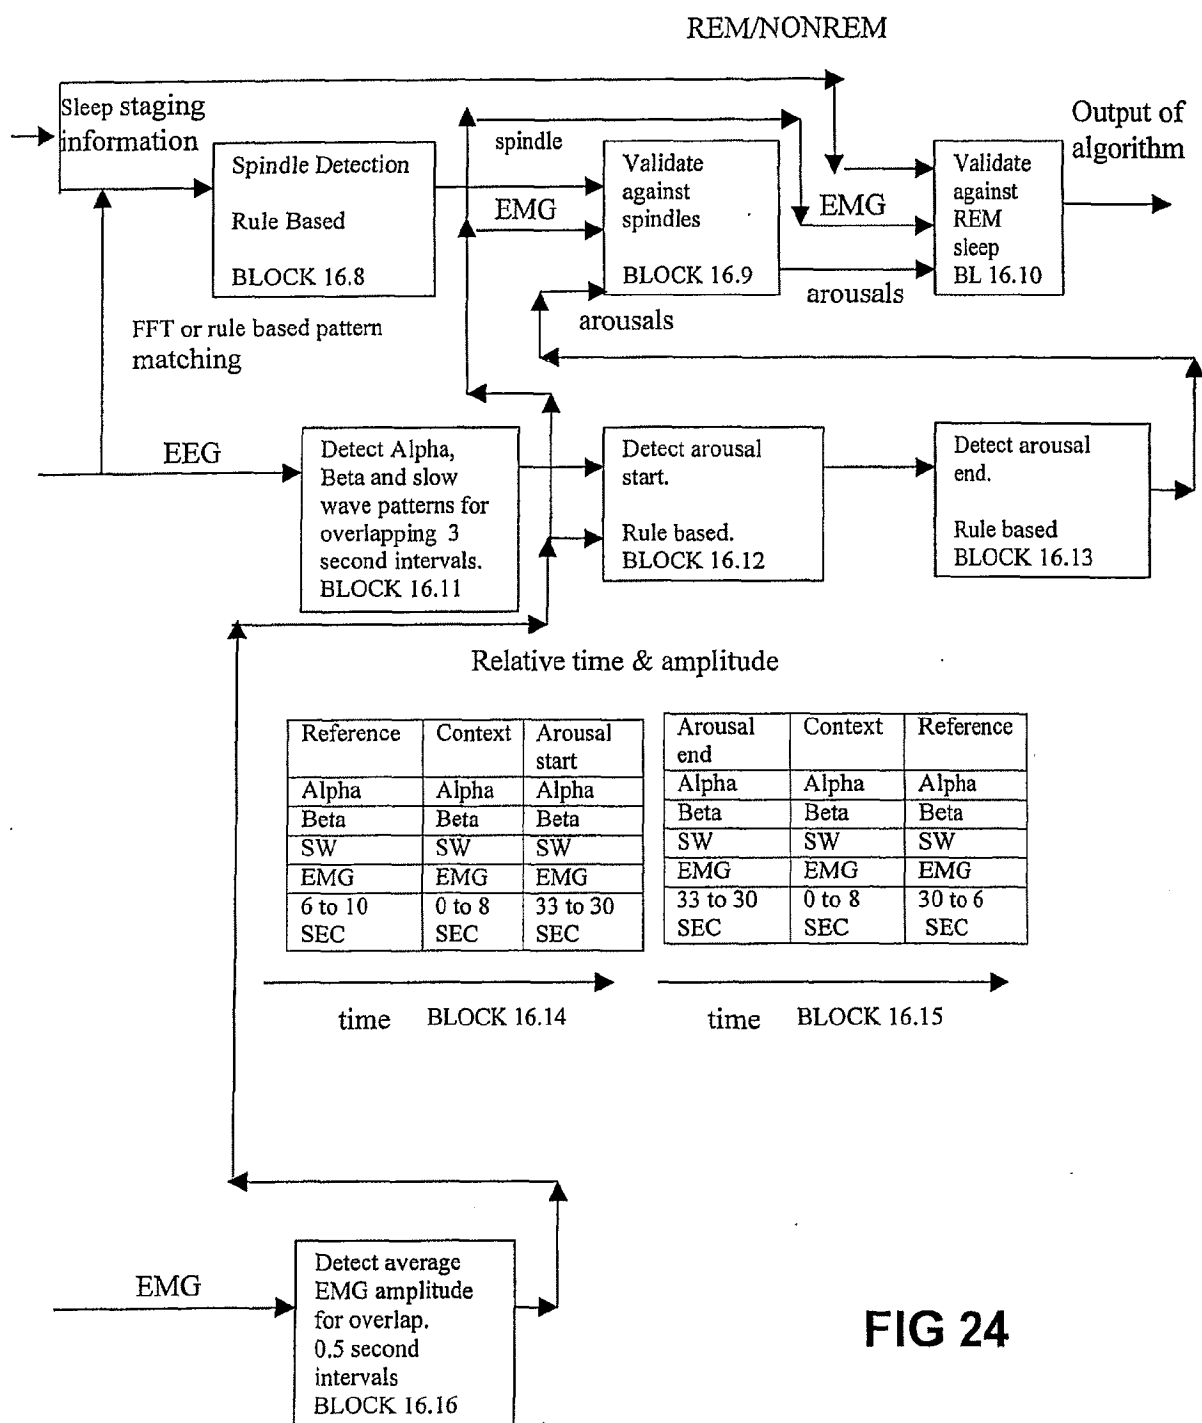 REM/NONREM
Sleep staging
information
Output of
algorithm
Spindle Detection
Rule Based
BLOCK 16.8
spindle
EMG
Validate
against
spindles
BLOCK 16.9
EMG
arousals
Validate
against
REM
sleep
BL 16.10
arousals
FFT or rule based pattern
matching
EEG
Detect Alpha,
Beta and slow
wave patterns for
overlapping 3
second intervals.
BLOCK 16.11
Detect arousal
start.
Rule based.
BLOCK 16.12
Detect arousal
end.
Rule based
BLOCK 16.13
Relative time & amplitude
Reference Context Arousal
start
Alpha Alpha Alpha
Beta Beta Beta
SW SW SW
EMG EMG EMG
6 to 10 0 to 8 33 to 30
SEC SEC SEC
time BLOCK 16.14
Arousal Context Reference
end
Alpha Alpha Alpha
Beta Beta Beta
SW SW SW
EMG EMG EMG
33 to 30 0 to 8 30 to 6
SEC SEC SEC
time BLOCK 16.15
EMG
Detect average
EMG amplitude
for overlap.
0.5 second
intervals
BLOCK 16.16
FIG 24